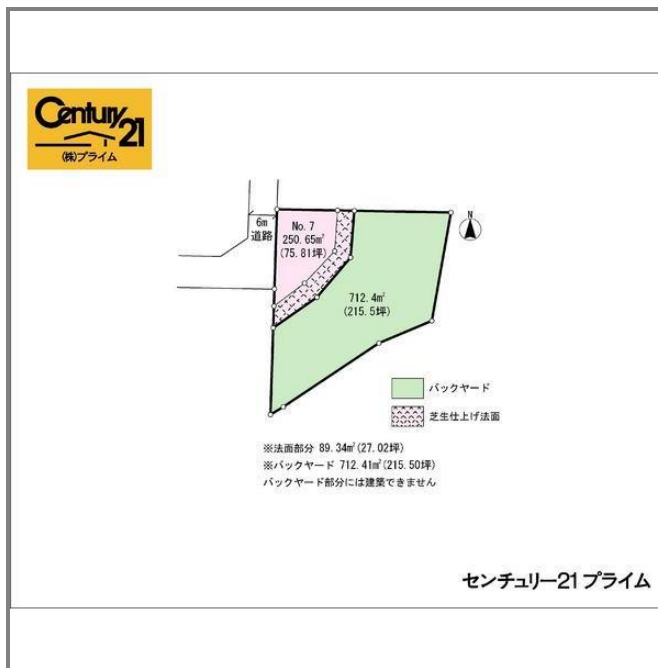 Century 21
(株)プライム
6m
道路
No. 7
250.65㎡
(75.81坪)
N
712.4㎡
(215.5坪)
バックヤード
芝生仕上げ法面
※法面部分 89.34㎡(27.02坪)
※バックヤード 712.41㎡(215.50坪)
バックヤード部分には建築できません
センチュリー21 プライム